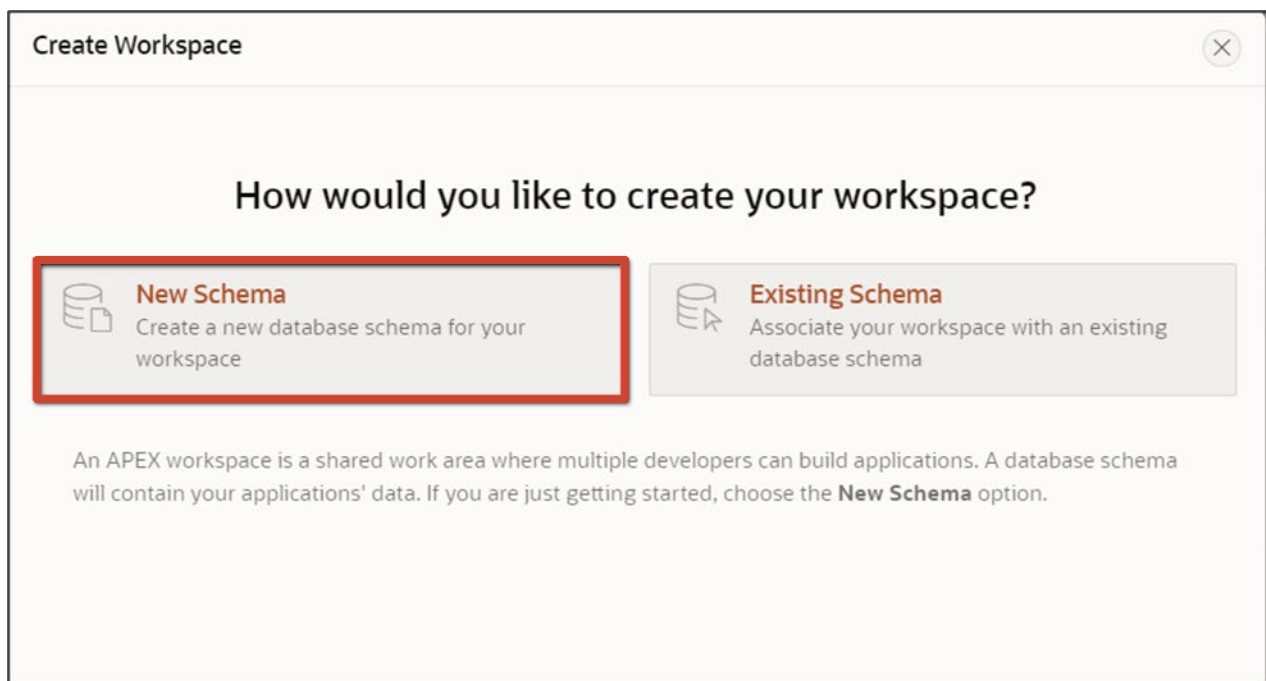 Create Workspace
How would you like to create your workspace?
New Schema
Create a new database schema for your
workspace
Existing Schema
Associate your workspace with an existing
database schema
An APEX workspace is a shared work area where multiple developers can build applications. A database schema
will contain your applications' data. If you are just getting started, choose the New Schema option.